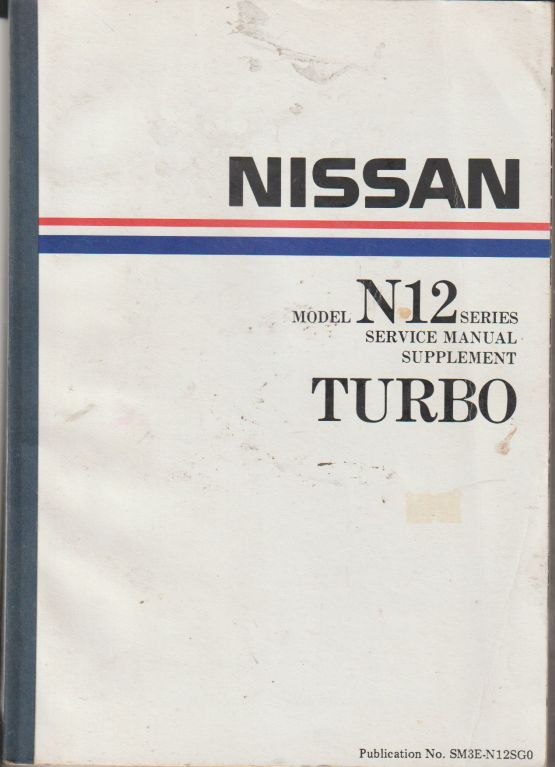 NISSAN
MODEL N12 SERIES
SERVICE MANUAL
SUPPLEMENT
TURBO
Publication No. SM3E-N12SG0